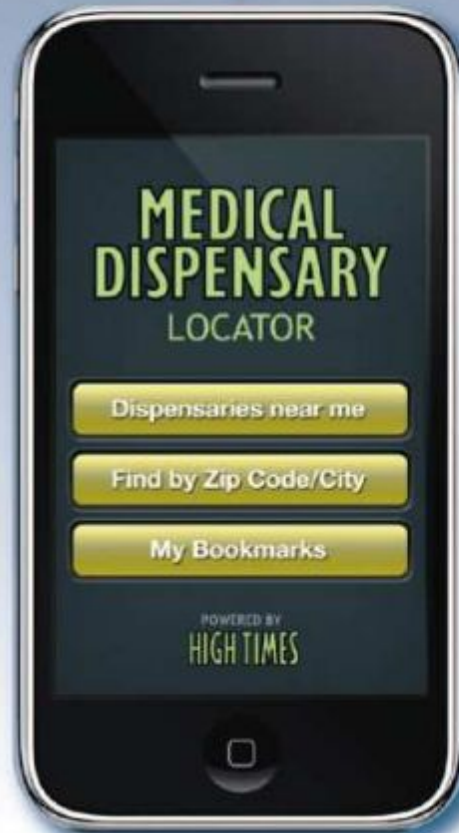 MEDICAL
DISPENSARY
LOCATOR
Dispensaries near me
Find by Zip Code/City
My Bookmarks
POWERED BY
HIGH TIMES